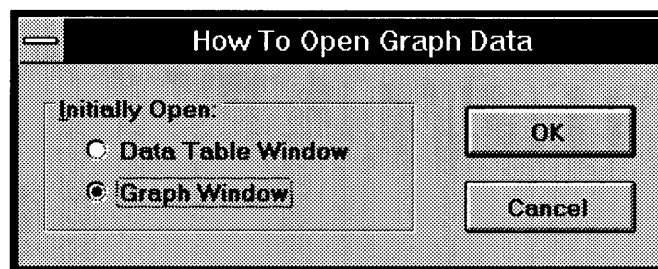 How To Open Graph Data
Initially Open:
Data Table Window
Graph Window
OK
Cancel